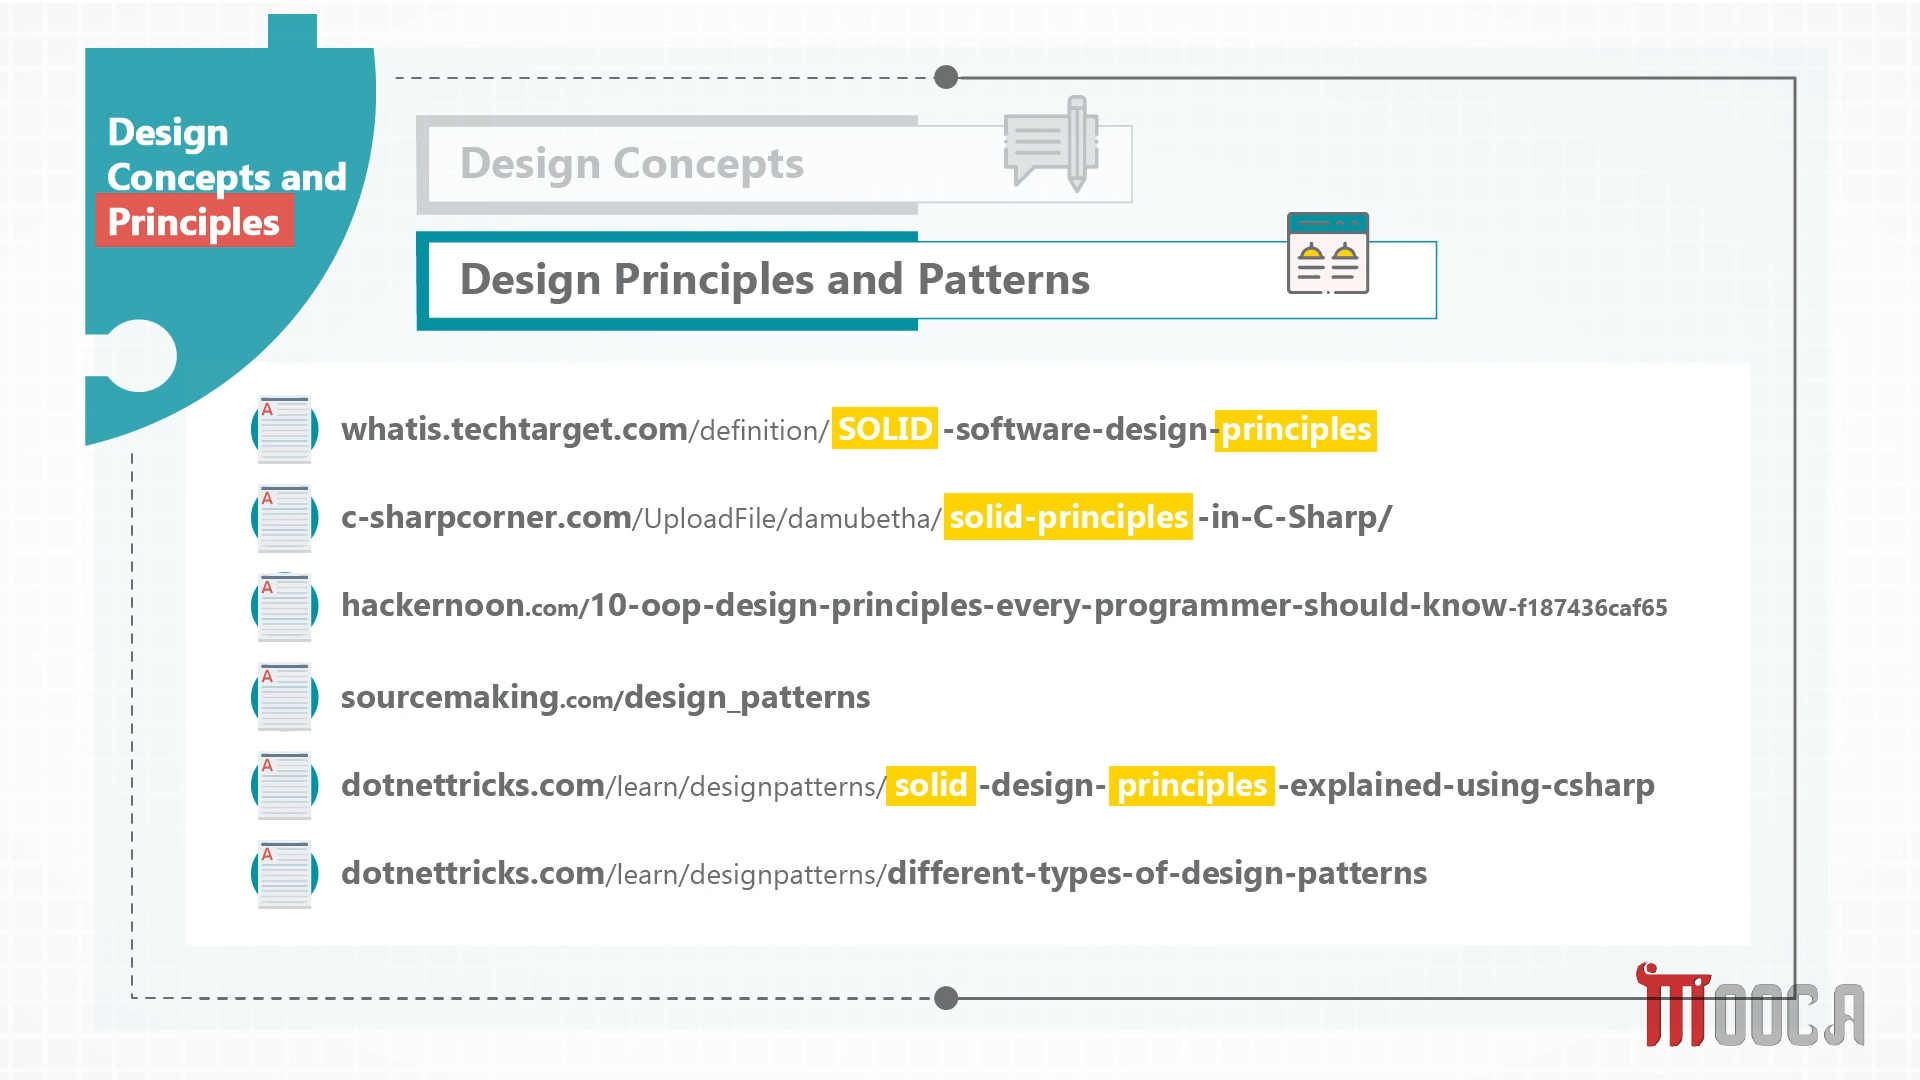 Design
Concepts and
Principles
Design Concepts
Design Principles and Patterns
A whatis.techtarget.com/definition/SOLID-software-design-principles
A c-sharpcorner.com/UploadFile/damubetha/solid-principles-in-C-Sharp/
A hackernoon.com/10-oop-design-principles-every-programmer-should-know-f187436caf65
A sourcemaking.com/design_patterns
A dotnettricks.com/learn/designpatterns/solid-design-principles-explained-using-csharp
A dotnettricks.com/learn/designpatterns/different-types-of-design-patterns
MOOCA